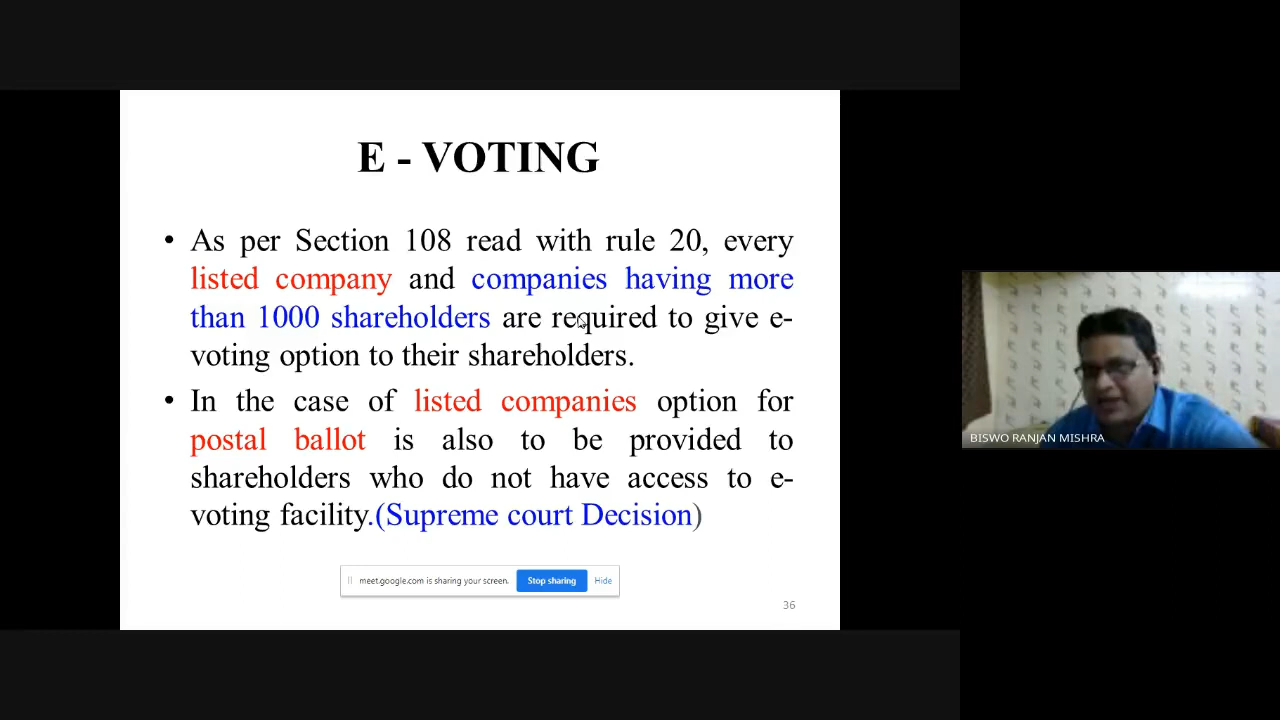 E - VOTING
• As per Section 108 read with rule 20, every
listed company and companies having more
than 1000 shareholders are required to give e-
voting option to their shareholders.
• In the case of listed companies option for
postal ballot is also to be provided to
shareholders who do not have access to e-
voting facility.(Supreme court Decision)
meet.google.com is sharing your screen. Stop sharing Hide
36
BISWO RANJAN MISHRA